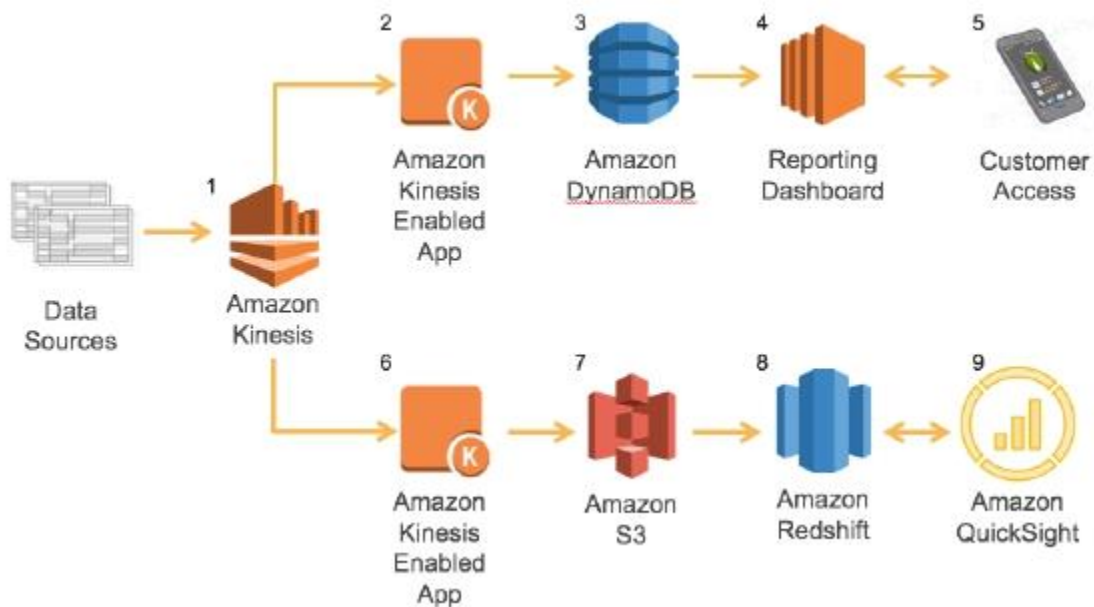 2
3
4
5
Amazon
Kinesis
Enabled
App
Amazon
DynamoDB
Reporting
Dashboard
Customer
Access
1
Data
Sources
Amazon
Kinesis
6
7
8
9
K
Amazon
Kinesis
Enabled
App
K
Amazon
S3
Amazon
Redshift
Amazon
QuickSight